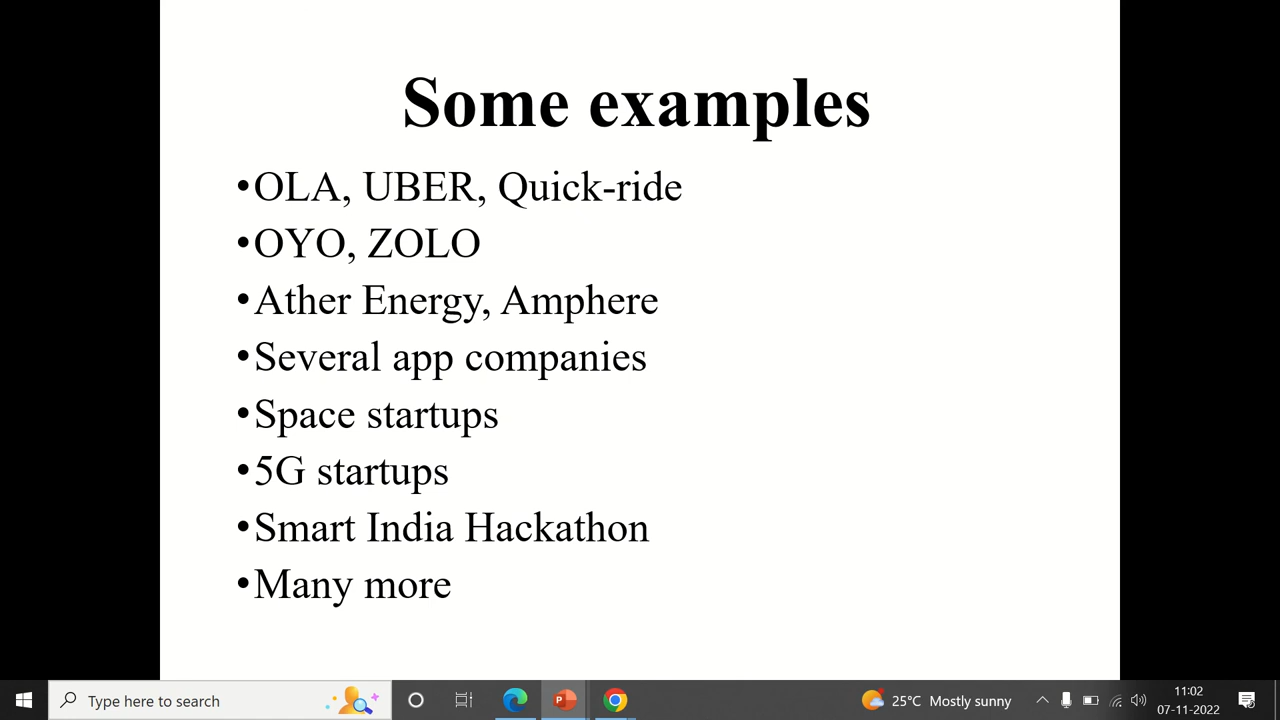 Some examples
•OLA, UBER, Quick-ride
•OYO, ZOLO
•Ather Energy, Amphere
•Several app companies
•Space startups
•5G startups
•Smart India Hackathon
•Many more
Type here to search
25°C Mostly sunny
11:02
07-11-2022